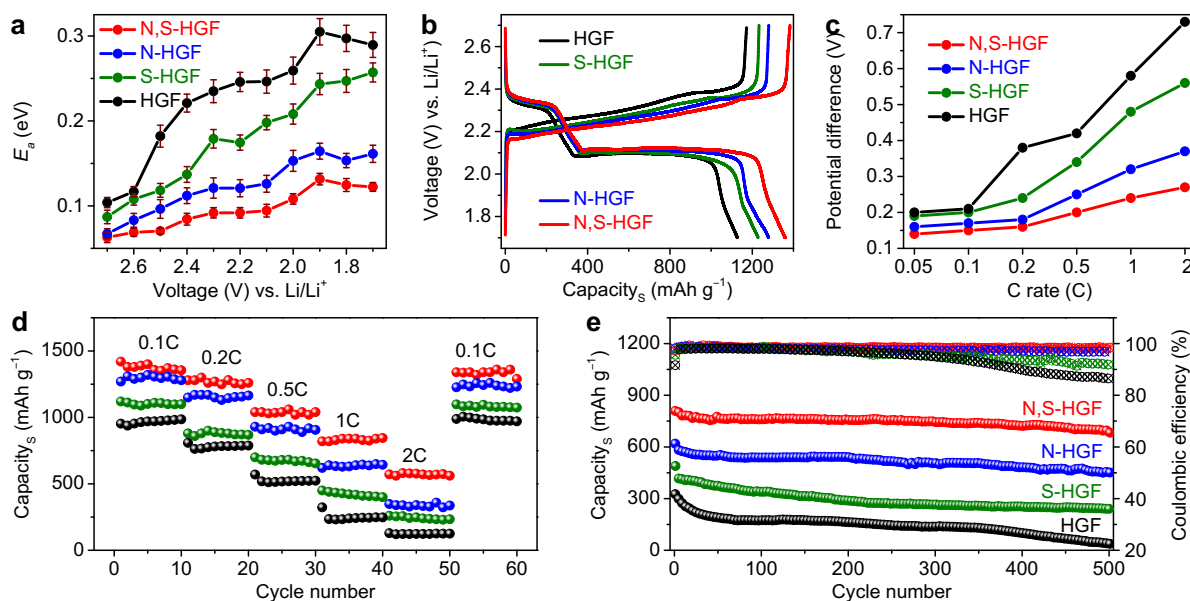 a
N,S-HGF
N-HGF
S-HGF
HGF
0.3
0.2
0.1
Eₐ (eV)
2.6 2.4 2.2 2.0 1.8
Voltage (V) vs. Li/Li⁺
b
HGF
S-HGF
N-HGF
N,S-HGF
2.6
2.4
2.2
2.0
1.8
Voltage (V) vs. Li/Li⁺
0 400 800 1200
Capacityₛ (mAh g⁻¹)
c
N,S-HGF
N-HGF
S-HGF
HGF
0.7
0.6
0.5
0.4
0.3
0.2
0.1
Potential difference (V)
0.05 0.1 0.2 0.5 1 2
C rate (C)
d
0.1C
0.2C
0.5C
1C
2C
0.1C
1500
1000
500
0
Capacityₛ (mAh g⁻¹)
0 10 20 30 40 50 60
Cycle number
e
1200
900
600
300
0
Capacityₛ (mAh g⁻¹)
N,S-HGF
N-HGF
S-HGF
HGF
100
80
60
40
20
Coulombic efficiency (%)
0 100 200 300 400 500
Cycle number